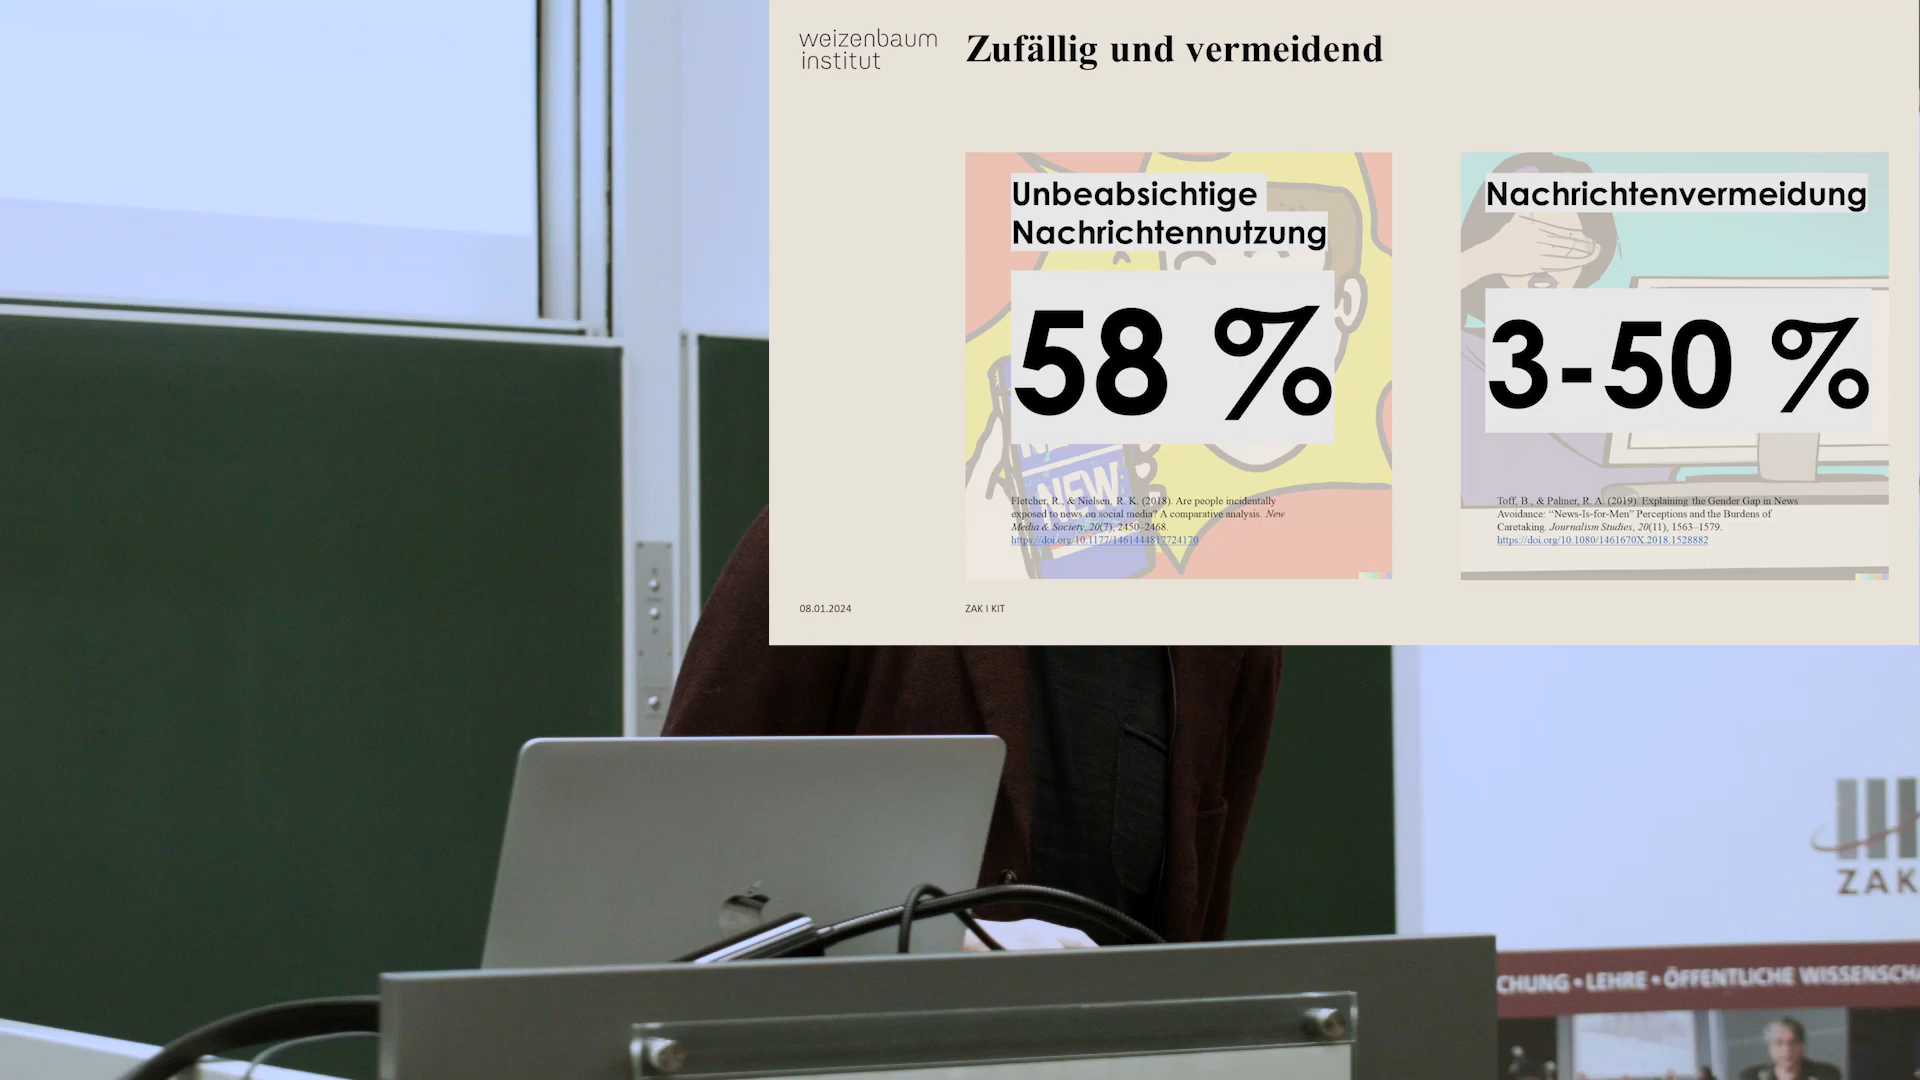 weizenbaum
institut
Zufällig und vermeidend
Unbeabsichtige
Nachrichtennutzung
58 %
NEW
Fletcher, R., & Nielsen, R. K. (2018). Are people incidentally
exposed to news on social media? A comparative analysis. New
Media & Society, 20(7), 2450–2468.
https://doi.org/10.1177/1461444817724170
Nachrichtenvermeidung
3-50 %
Toff, B., & Palmer, R. A. (2019). Explaining the Gender Gap in News
Avoidance: “News-Is-for-Men” Perceptions and the Burdens of
Caretaking. Journalism Studies, 20(11), 1563–1579.
https://doi.org/10.1080/1461670X.2018.1528882
08.01.2024
ZAK I KIT
ZAK
CHUNG • LEHRE • ÖFFENTLICHE WISSENSCHA